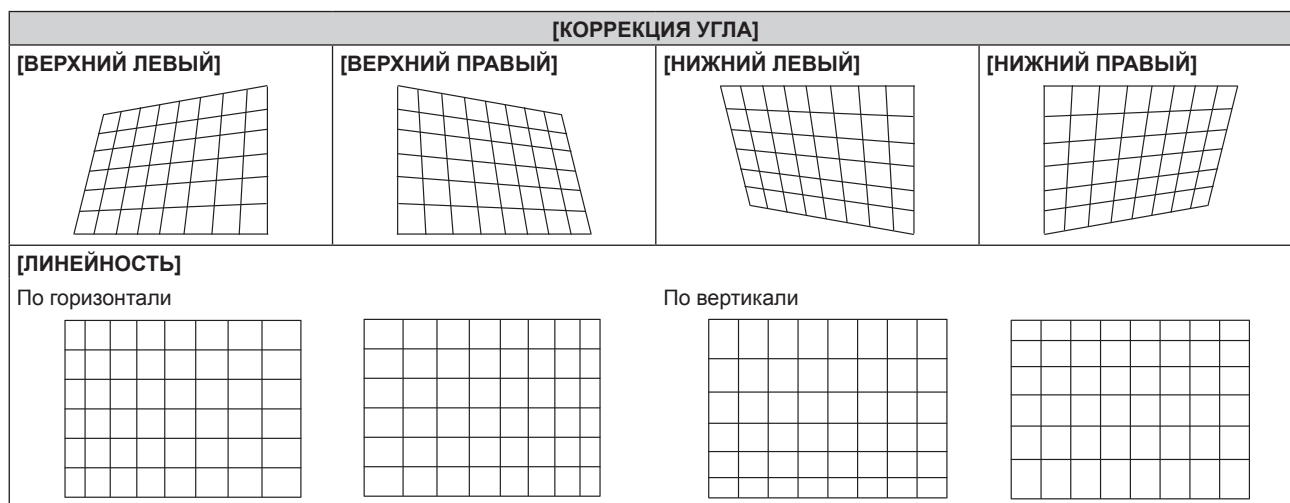 [КОРРЕКЦИЯ УГЛА]
[ВЕРХНИЙ ЛЕВЫЙ] [ВЕРХНИЙ ПРАВЫЙ] [НИЖНИЙ ЛЕВЫЙ] [НИЖНИЙ ПРАВЫЙ]
[ЛИНЕЙНОСТЬ]
По горизонтали По вертикали